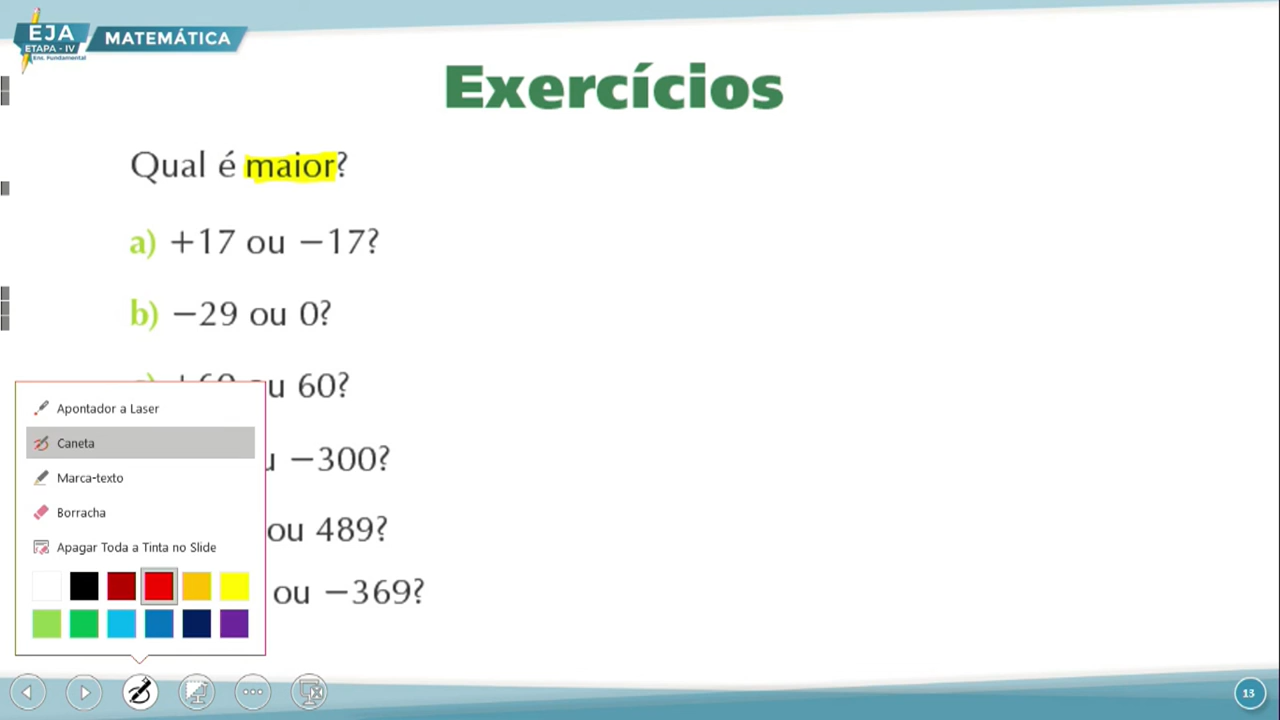 EJA
ETAPA - IV
Ens. Fundamental
MATEMÁTICA
Exercícios
Qual é maior?
a) +17 ou −17?
b) −29 ou 0?
ou 60?
−300?
ou 489?
ou −369?
Apontador a Laser
Caneta
Marca-texto
Borracha
Apagar Toda a Tinta no Slide
13